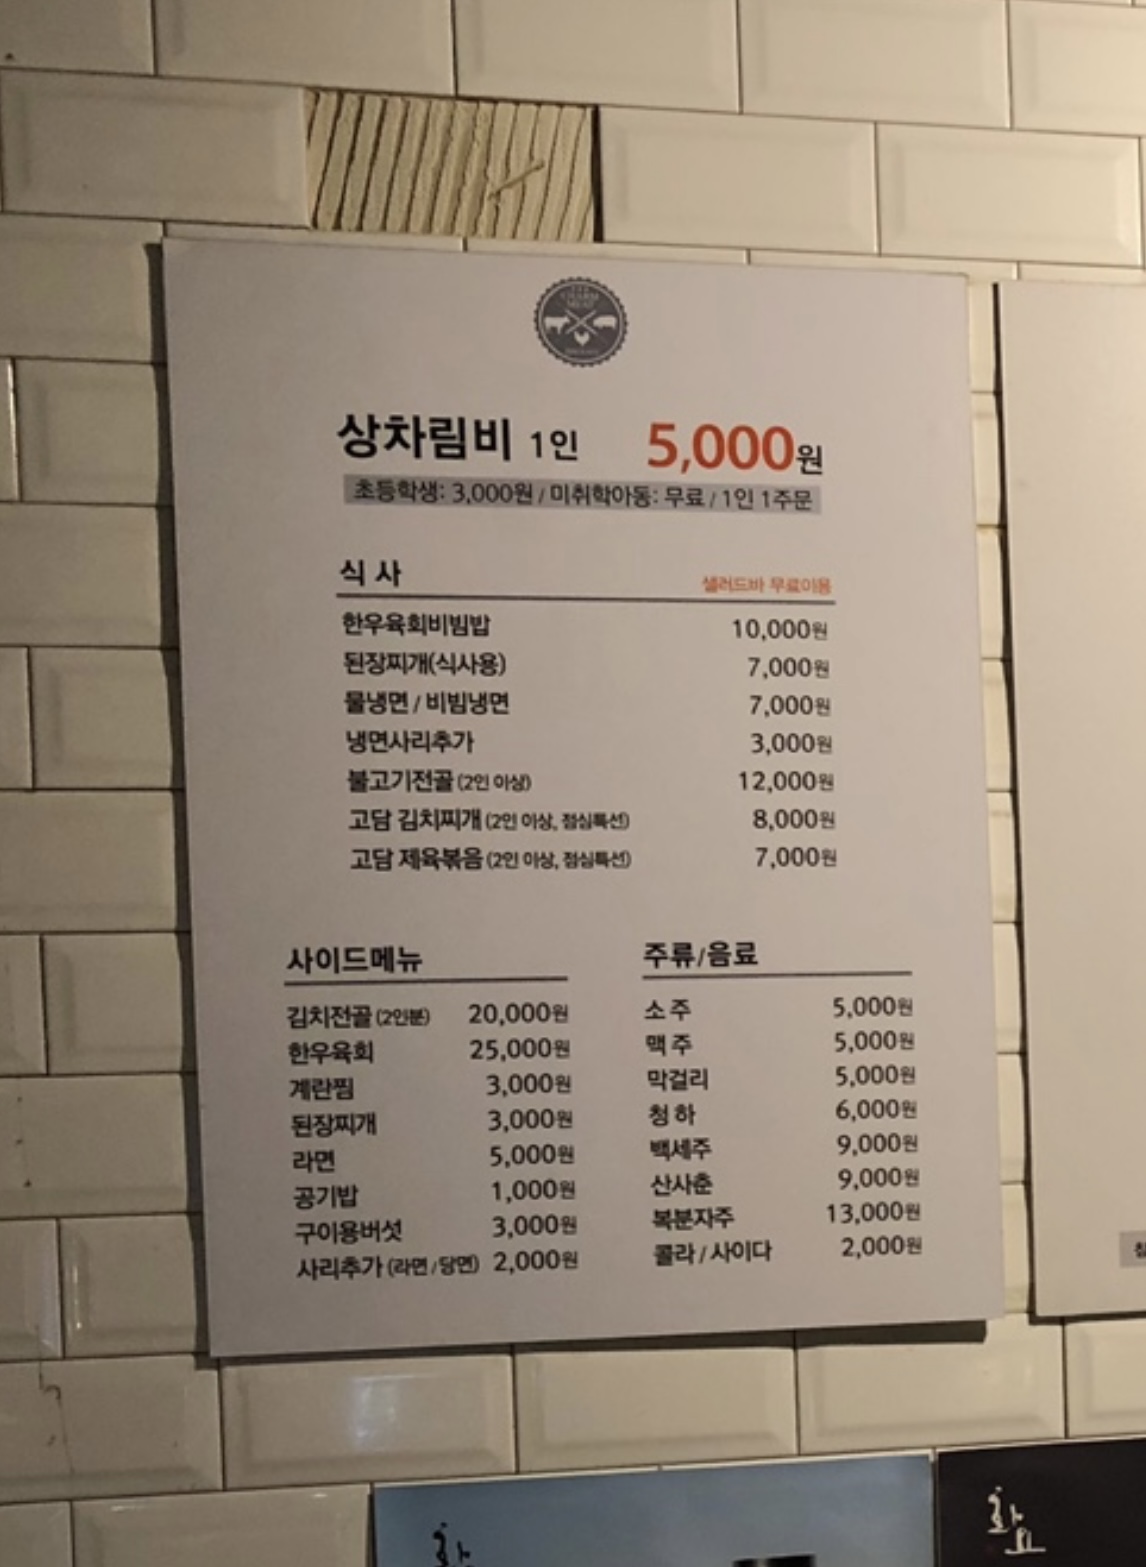 상차림비 1인 5,000원
초등학생: 3,000원 / 미취학아동: 무료 / 1인 1주문
식 사 샐러드바 무료이용
한우육회비빔밥 10,000원
된장찌개(식사용) 7,000원
물냉면 / 비빔냉면 7,000원
냉면사리추가 3,000원
불고기전골 (2인 이상) 12,000원
고담 김치찌개 (2인 이상, 점심특선) 8,000원
고담 제육볶음 (2인 이상, 점심특선) 7,000원
사이드메뉴
김치전골 (2인분) 20,000원
한우육회 25,000원
계란찜 3,000원
된장찌개 3,000원
라면 5,000원
공기밥 1,000원
구이용버섯 3,000원
사리추가 (라면 / 당면) 2,000원
주류/음료
소 주 5,000원
맥 주 5,000원
막걸리 5,000원
청 하 6,000원
백세주 9,000원
산사춘 9,000원
복분자주 13,000원
콜라 / 사이다 2,000원
화
화요